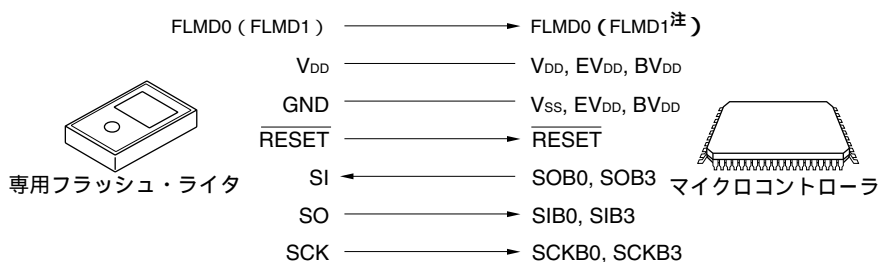 FLMD0 ( FLMD1 ) FLMD0 ( FLMD1注 )
VDD VDD, EVDD, BVDD
GND VSS, EVDD, BVDD
RESET RESET
SI SOB0, SOB3
専用フラッシュ・ライタ マイクロコントローラ
SO SIB0, SIB3
SCK SCKB0, SCKB3